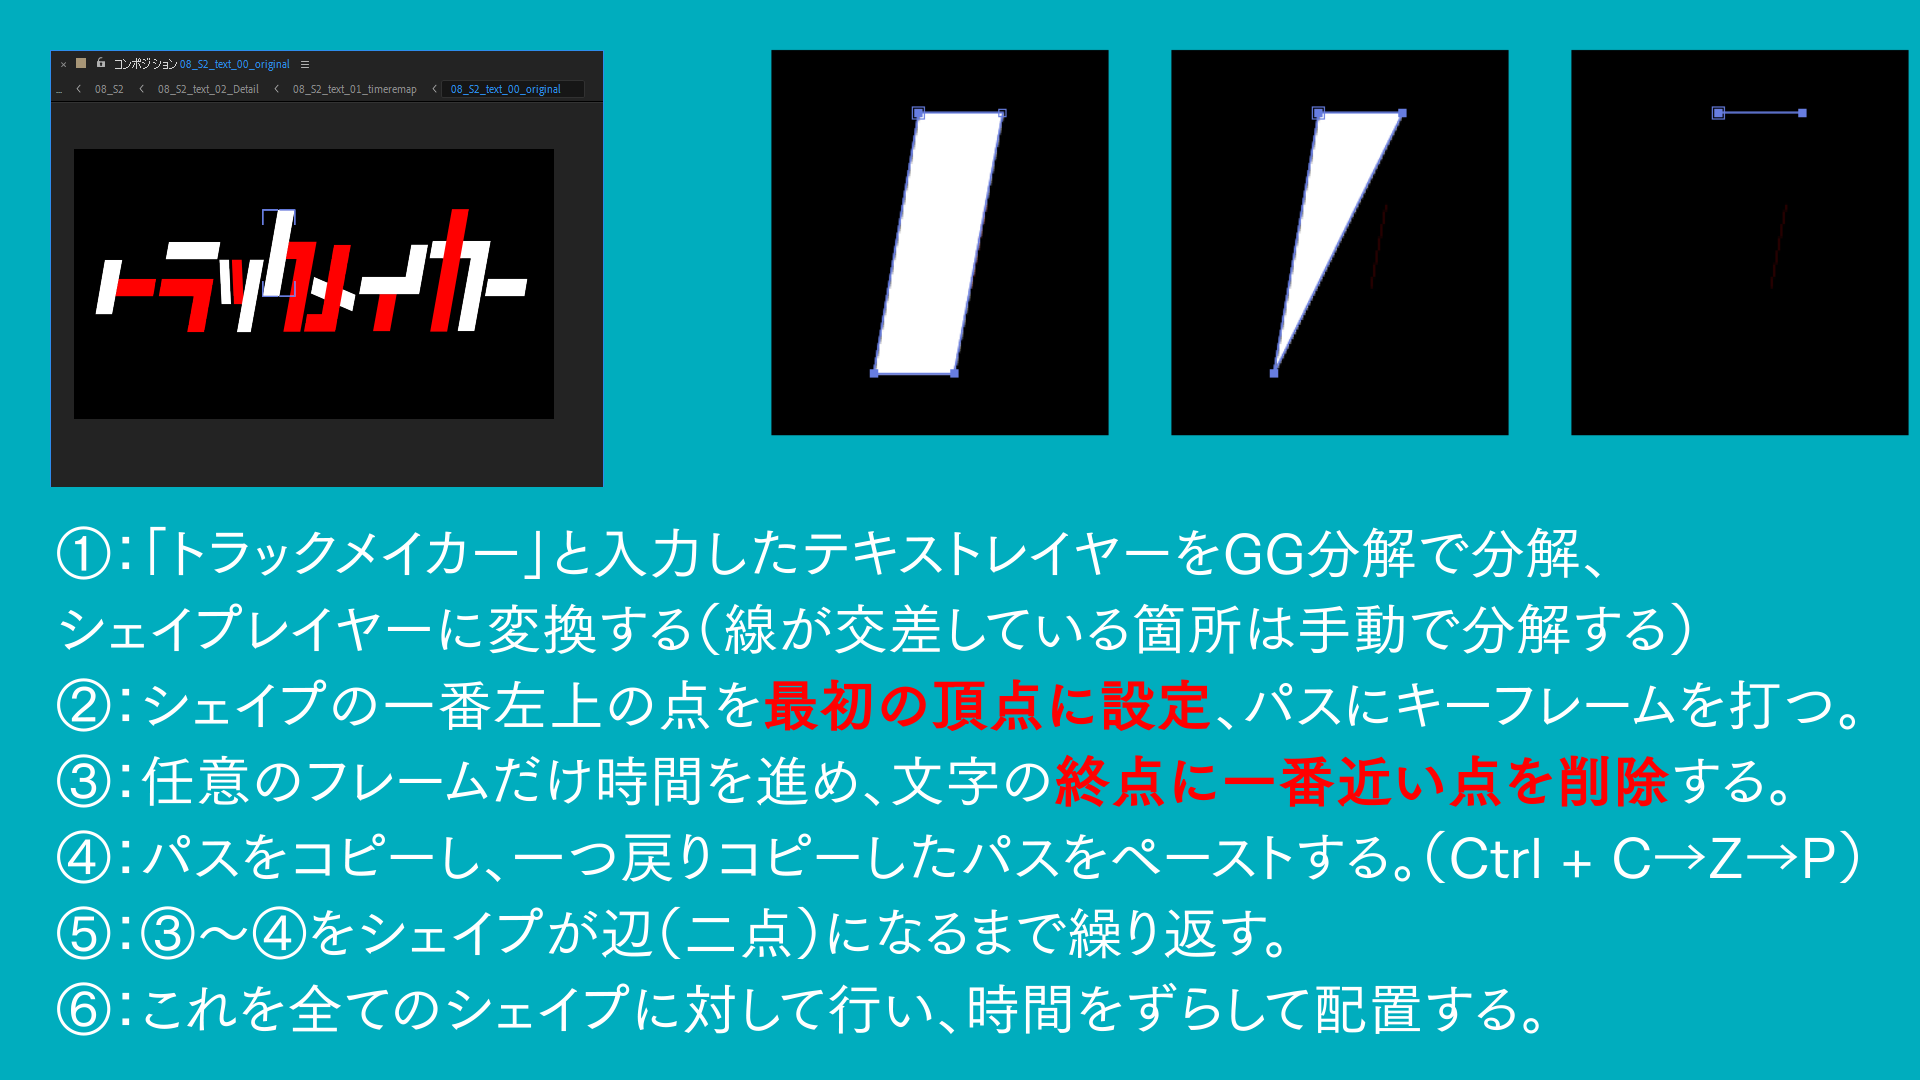 コンポジション 08_S2_text_00_original
08_S2 08_S2_text_02_Detail 08_S2_text_01_timeremap 08_S2_text_00_original
トラックメイカー
①：「トラックメイカー」と入力したテキストレイヤーをGG分解で分解、
シェイプレイヤーに変換する（線が交差している箇所は手動で分解する）
②：シェイプの一番左上の点を最初の頂点に設定、パスにキーフレームを打つ。
③：任意のフレームだけ時間を進め、文字の終点に一番近い点を削除する。
④：パスをコピーし、一つ戻りコピーしたパスをペーストする。（Ctrl + C→Z→P）
⑤：③～④をシェイプが辺（二点）になるまで繰り返す。
⑥：これを全てのシェイプに対して行い、時間をずらして配置する。